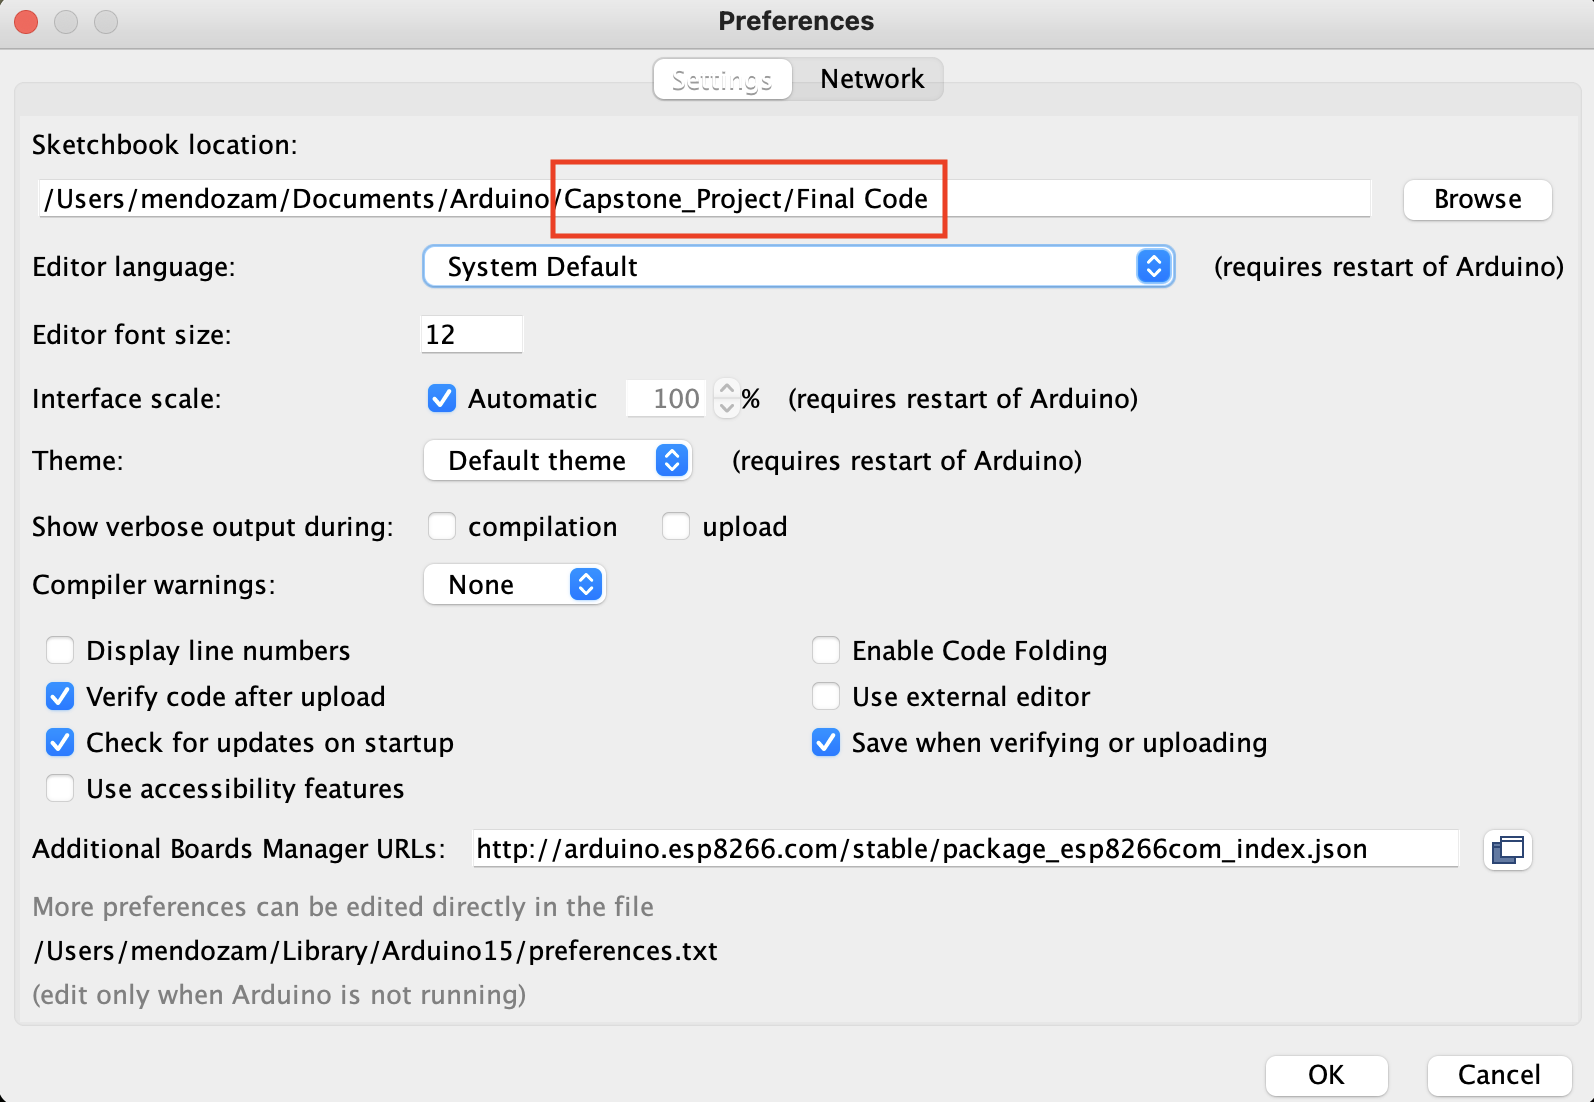 Preferences
Settings Network
Sketchbook location:
/Users/mendozam/Documents/Arduino/Capstone_Project/Final Code Browse
Editor language: System Default (requires restart of Arduino)
Editor font size: 12
Interface scale: Automatic 100 % (requires restart of Arduino)
Theme: Default theme (requires restart of Arduino)
Show verbose output during: compilation upload
Compiler warnings: None
Display line numbers Enable Code Folding
Verify code after upload Use external editor
Check for updates on startup Save when verifying or uploading
Use accessibility features
Additional Boards Manager URLs: http://arduino.esp8266.com/stable/package_esp8266com_index.json
More preferences can be edited directly in the file
/Users/mendozam/Library/Arduino15/preferences.txt
(edit only when Arduino is not running)
OK Cancel